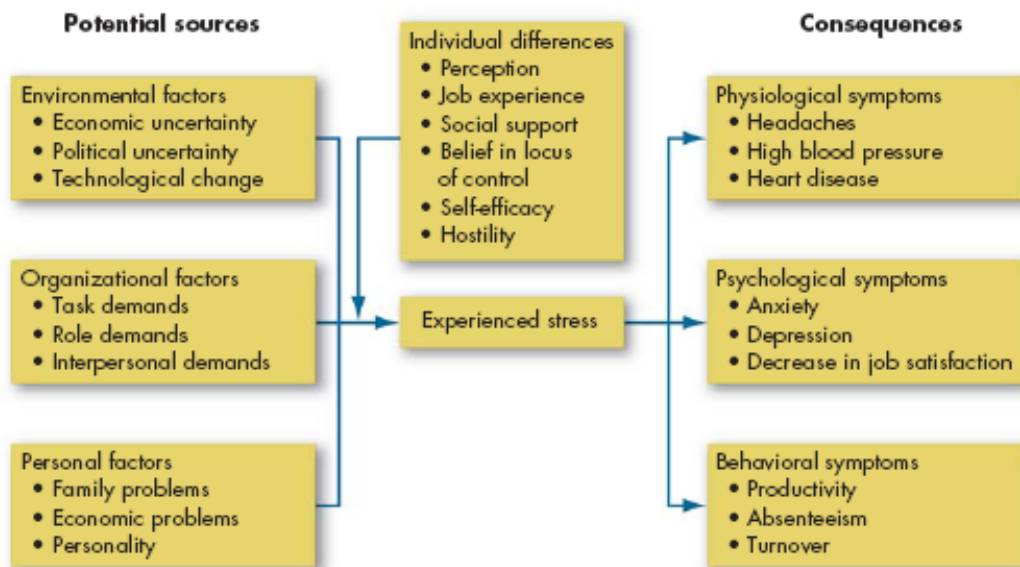 Potential sources
Environmental factors
• Economic uncertainty
• Political uncertainty
• Technological change
Organizational factors
• Task demands
• Role demands
• Interpersonal demands
Personal factors
• Family problems
• Economic problems
• Personality
Individual differences
• Perception
• Job experience
• Social support
• Belief in locus
of control
• Self-efficacy
• Hostility
Experienced stress
Consequences
Physiological symptoms
• Headaches
• High blood pressure
• Heart disease
Psychological symptoms
• Anxiety
• Depression
• Decrease in job satisfaction
Behavioral symptoms
• Productivity
• Absenteeism
• Turnover